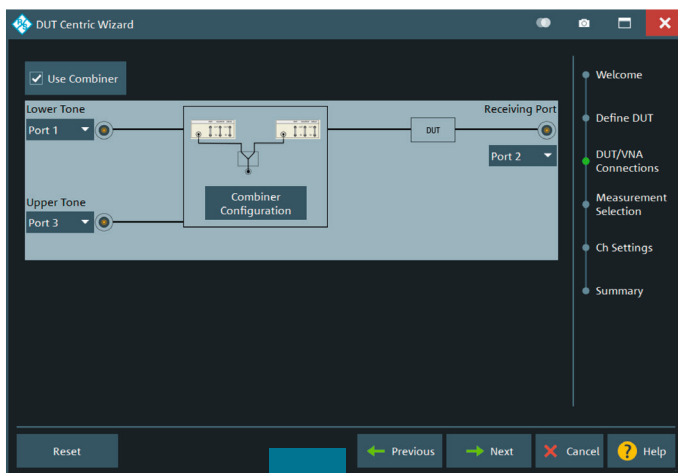 DUT Centric Wizard
Use Combiner
Lower Tone
Port 1
Upper Tone
Port 3
Combiner
Configuration
DUT
Receiving Port
Port 2
Welcome
Define DUT
DUT/VNA
Connections
Measurement
Selection
Ch Settings
Summary
Reset
Previous
Next
Cancel
? Help